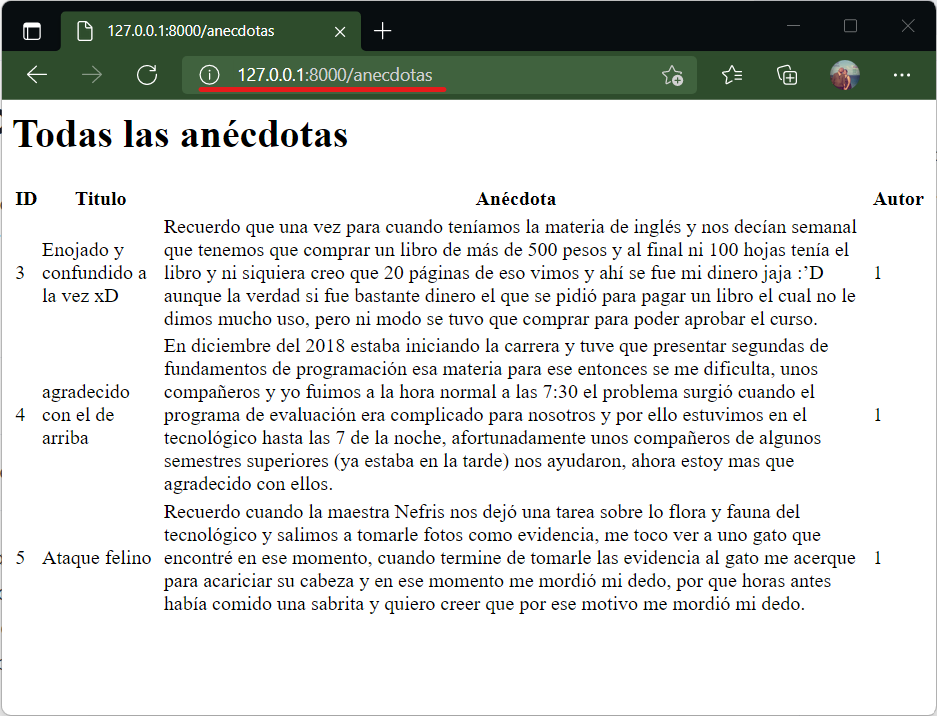 127.0.0.1:8000/anecdotas
127.0.0.1:8000/anecdotas
Todas las anécdotas
ID Titulo Anécdota Autor
3 Enojado y confundido a la vez xD
Recuerdo que una vez para cuando teníamos la materia de inglés y nos decían semanal
que tenemos que comprar un libro de más de 500 pesos y al final ni 100 hojas tenía el
libro y ni siquiera creo que 20 páginas de eso vimos y ahí se fue mi dinero jaja :’D
aunque la verdad si fue bastante dinero el que se pidió para pagar un libro el cual no le
dimos mucho uso, pero ni modo se tuvo que comprar para poder aprobar el curso.
1
4 agradecido con el de arriba
En diciembre del 2018 estaba iniciando la carrera y tuve que presentar segundas de
fundamentos de programación esa materia para ese entonces se me dificulta, unos
compañeros y yo fuimos a la hora normal a las 7:30 el problema surgió cuando el
programa de evaluación era complicado para nosotros y por ello estuvimos en el
tecnológico hasta las 7 de la noche, afortunadamente unos compañeros de algunos
semestres superiores (ya estaba en la tarde) nos ayudaron, ahora estoy mas que
agradecido con ellos.
1
5 Ataque felino
Recuerdo cuando la maestra Nefris nos dejó una tarea sobre lo flora y fauna del
tecnológico y salimos a tomarle fotos como evidencia, me toco ver a uno gato que
encontré en ese momento, cuando termine de tomarle las evidencia al gato me acerque
para acariciar su cabeza y en ese momento me mordió mi dedo, por que horas antes
había comido una sabrita y quiero creer que por ese motivo me mordió mi dedo.
1